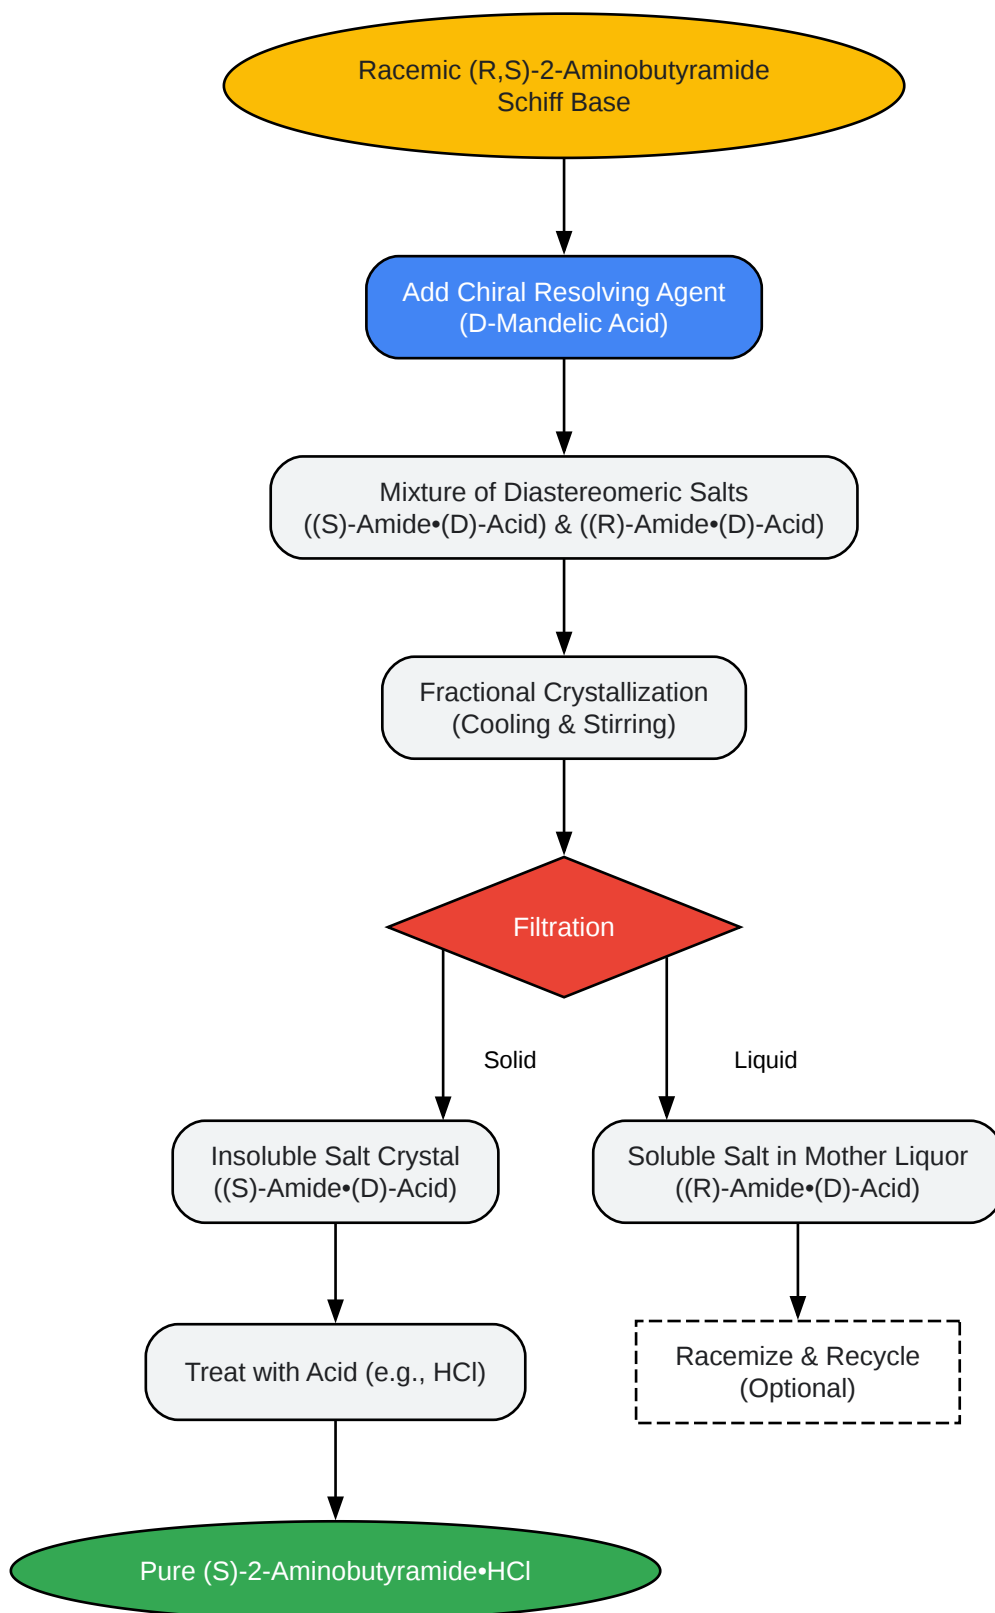 Racemic (R,S)-2-Aminobutyramide
Schiff Base
Add Chiral Resolving Agent
(D-Mandelic Acid)
Mixture of Diastereomeric Salts
((S)-Amide•(D)-Acid) & ((R)-Amide•(D)-Acid)
Fractional Crystallization
(Cooling & Stirring)
Filtration
Solid
Liquid
Insoluble Salt Crystal
((S)-Amide•(D)-Acid)
Soluble Salt in Mother Liquor
((R)-Amide•(D)-Acid)
Treat with Acid (e.g., HCl)
Racemize & Recycle
(Optional)
Pure (S)-2-Aminobutyramide•HCl